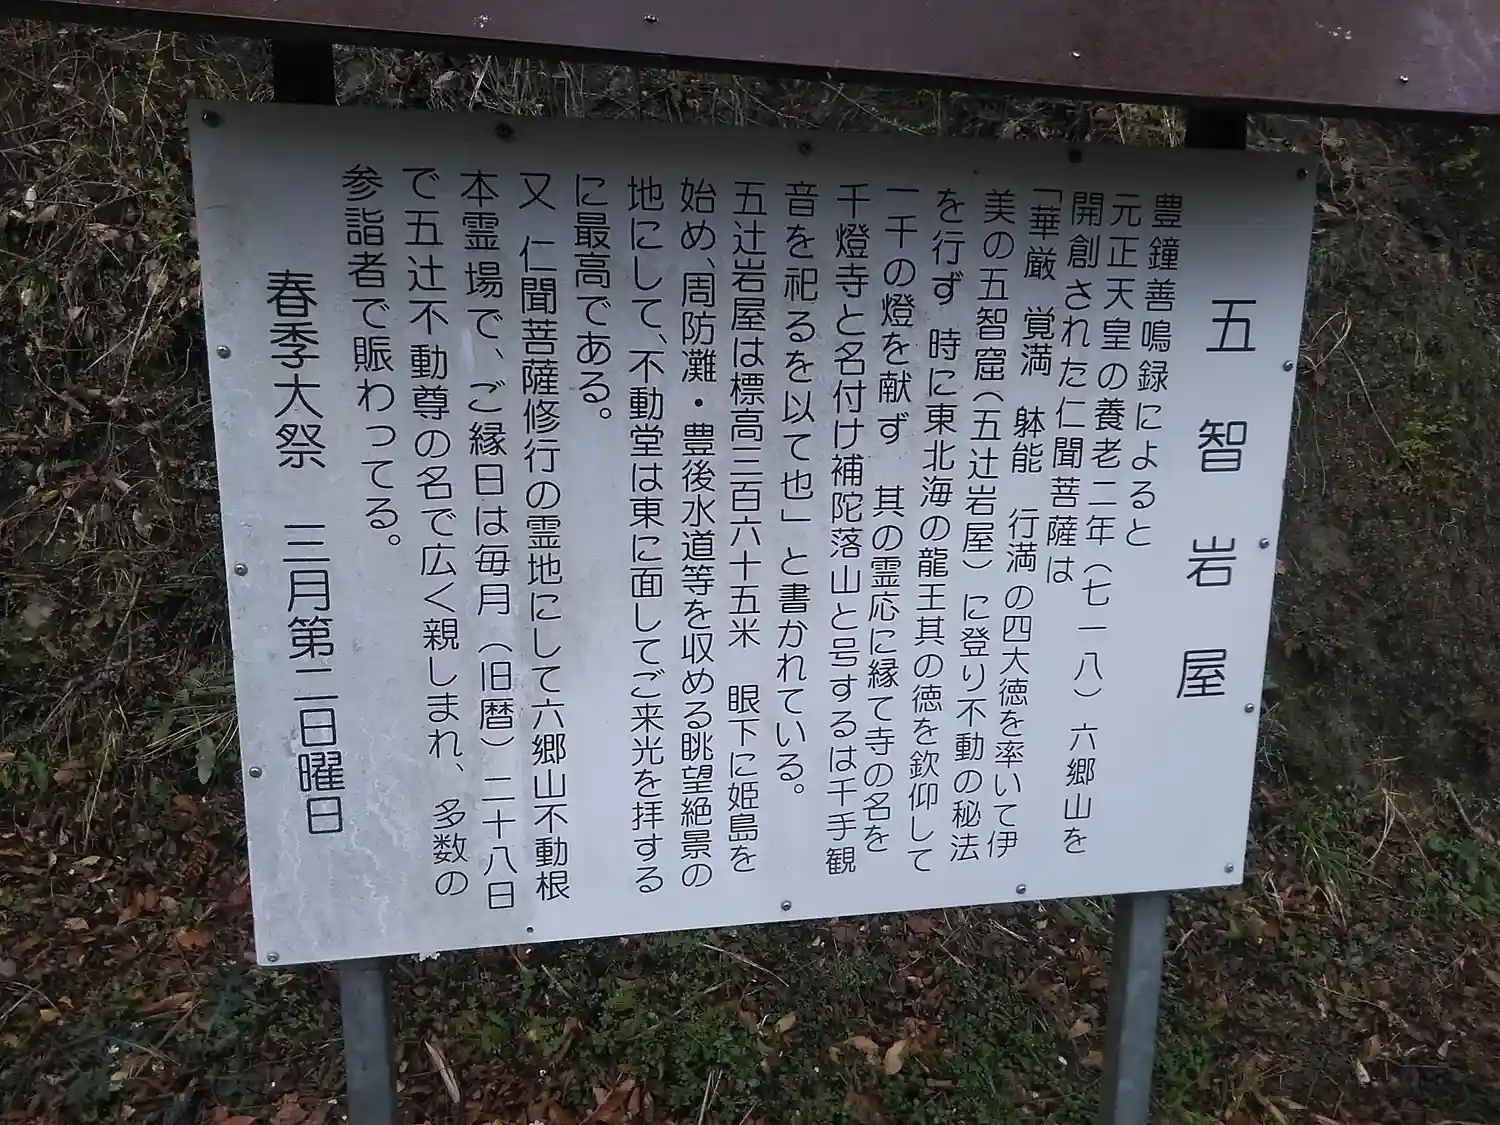 五智岩屋
豊鐘善鳴録によると
元正天皇の養老二年（七一八）六郷山を
開創された仁聞菩薩は
「華厳　覚満　躰能　行満の四大徳を率いて伊
美の五智窟（五辻岩屋）に登り不動の秘法
を行ず　時に東北海の龍王其の徳を欽仰して
一千の燈を献ず　其の霊応に縁て寺の名を
千燈寺と名付け補陀落山と号するは千手観
音を祀るを以て也」と書かれている。
五辻岩屋は標高三百六十五米　眼下に姫島を
始め、周防灘・豊後水道等を収める眺望絶景の
地にして、不動堂は東に面してご来光を拝する
に最高である。
又　仁聞菩薩修行の霊地にして六郷山不動根
本霊場で、ご縁日は毎月（旧暦）二十八日
で五辻不動尊の名で広く親しまれ、多数の
参詣者で賑わってる。
春季大祭　三月第二日曜日